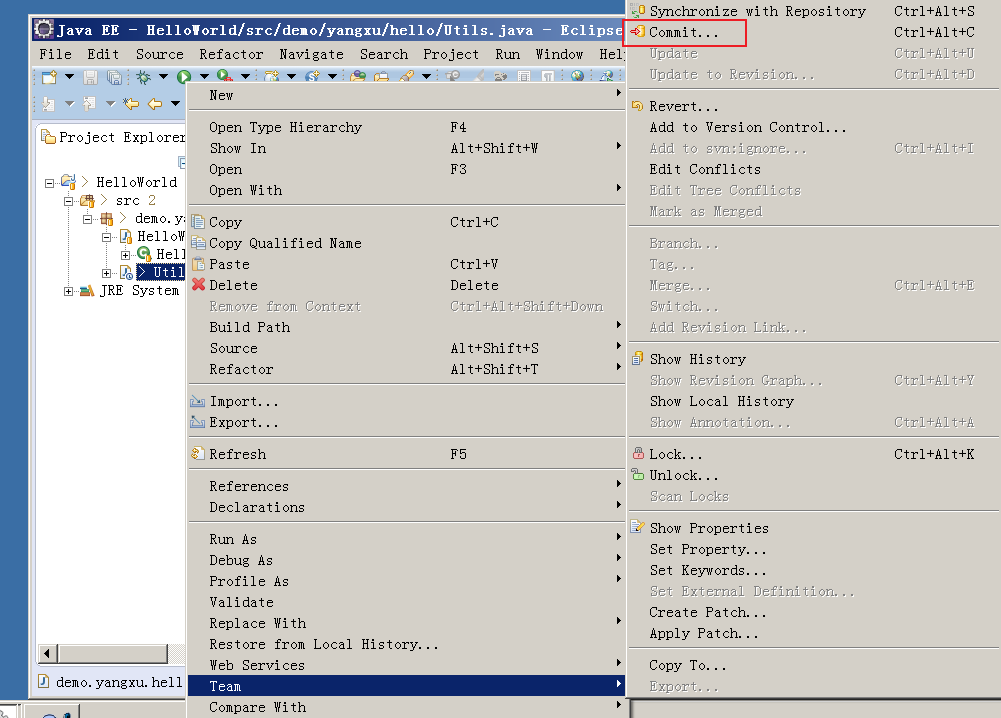 Java EE - HelloWorld/src/demo/yangxu/hello/Utils.java - Eclipse
File Edit Source Refactor Navigate Search Project Run Window Hel
Project Explorer
> HelloWorld
> src 2
> demo.ya
HelloW
Hell
> Util
JRE System
demo.yangxu.hell
New
Open Type Hierarchy F4
Show In Alt+Shift+W
Open F3
Open With
Copy Ctrl+C
Copy Qualified Name
Paste Ctrl+V
Delete Delete
Remove from Context Ctrl+Alt+Shift+Down
Build Path
Source Alt+Shift+S
Refactor Alt+Shift+T
Import...
Export...
Refresh F5
References
Declarations
Run As
Debug As
Profile As
Validate
Replace With
Restore from Local History...
Web Services
Team
Compare With
Synchronize with Repository Ctrl+Alt+S
Commit... Ctrl+Alt+C
Update Ctrl+Alt+U
Update to Revision... Ctrl+Alt+D
Revert...
Add to Version Control...
Add to svn:ignore... Ctrl+Alt+I
Edit Conflicts
Edit Tree Conflicts
Mark as Merged
Branch...
Tag...
Merge... Ctrl+Alt+E
Switch...
Add Revision Link...
Show History
Show Revision Graph... Ctrl+Alt+Y
Show Local History
Show Annotation... Ctrl+Alt+A
Lock... Ctrl+Alt+K
Unlock...
Scan Locks
Show Properties
Set Property...
Set Keywords...
Set External Definition...
Create Patch...
Apply Patch...
Copy To...
Export...